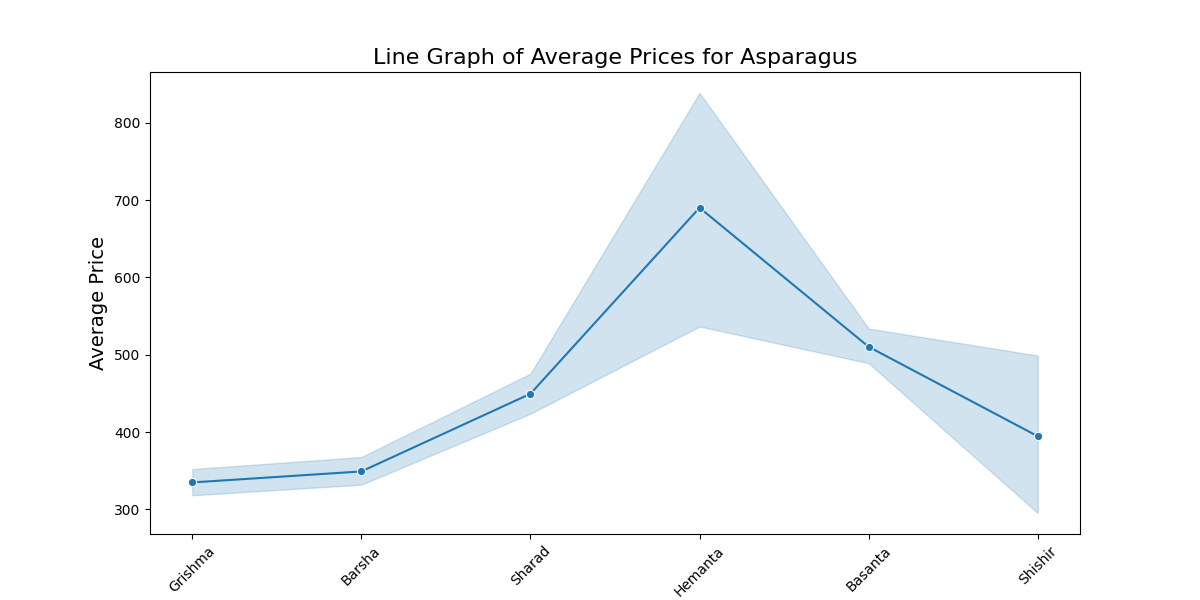 Line Graph of Average Prices for Asparagus
Average Price
800
700
600
500
400
300
Grishma
Barsha
Sharad
Hemanta
Basanta
Shishir